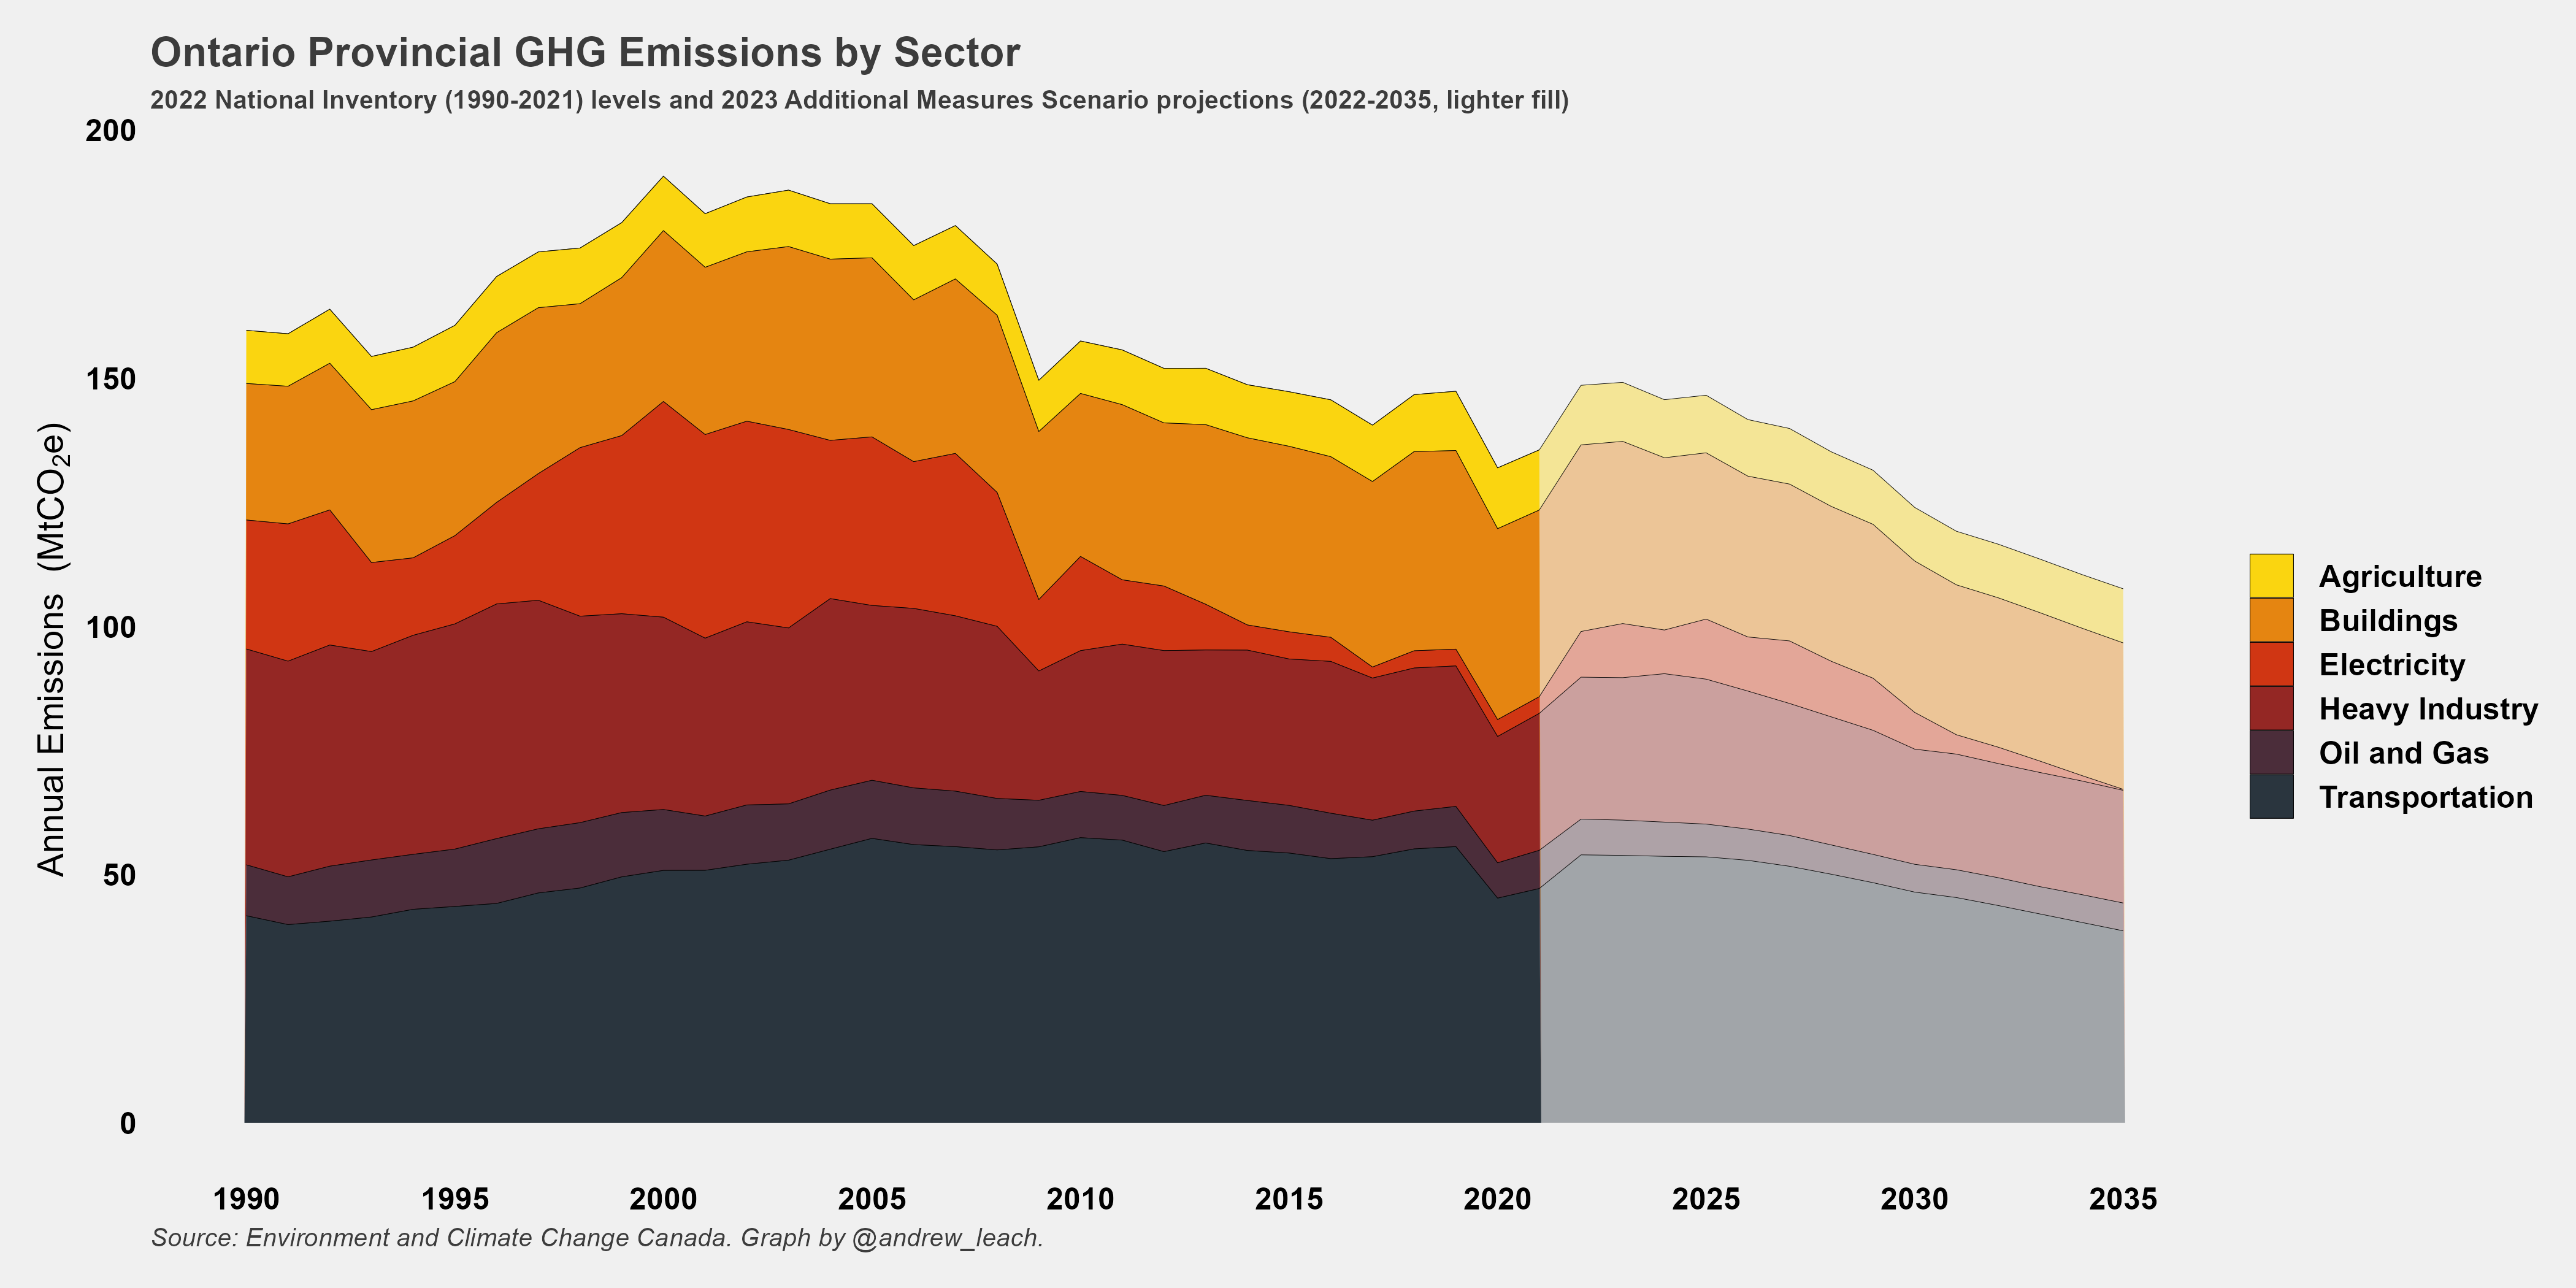 Ontario Provincial GHG Emissions by Sector
2022 National Inventory (1990-2021) levels and 2023 Additional Measures Scenario projections (2022-2035, lighter fill)
200
150
100
50
0
Annual Emissions (MtCO₂e)
Agriculture
Buildings
Electricity
Heavy Industry
Oil and Gas
Transportation
1990 1995 2000 2005 2010 2015 2020 2025 2030 2035
Source: Environment and Climate Change Canada. Graph by @andrew_leach.